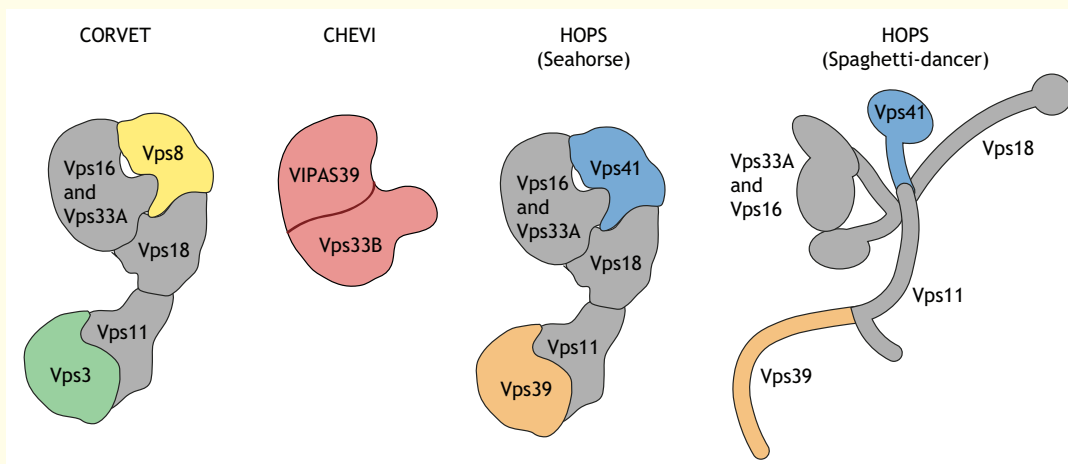 CORVET
CHEVI
HOPS
(Seahorse)
HOPS
(Spaghetti-dancer)
Vps8
Vps16
and
Vps33A
Vps18
Vps11
Vps3
VIPAS39
Vps33B
Vps41
Vps16
and
Vps33A
Vps18
Vps11
Vps39
Vps41
Vps18
Vps33A
and
Vps16
Vps11
Vps39